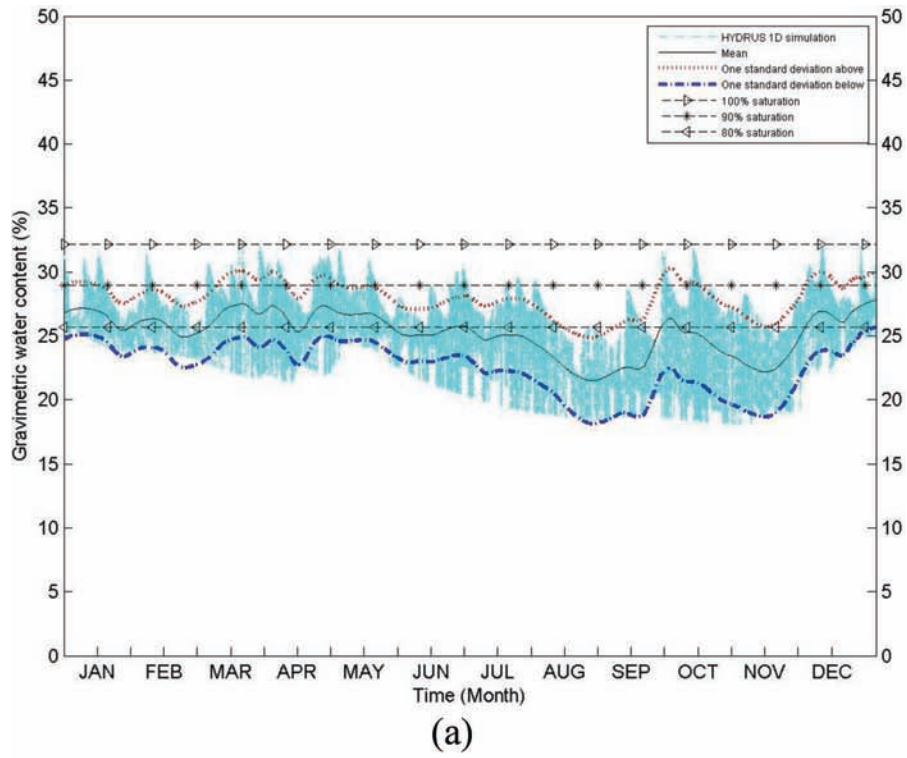 50
45
40
35
30
25
20
15
10
5
0
Gravimetric water content (%)
HYDRUS 1D simulation
Mean
One standard deviation above
One standard deviation below
100% saturation
90% saturation
80% saturation
50
45
40
35
30
25
20
15
10
5
0
JAN FEB MAR APR MAY JUN JUL AUG SEP OCT NOV DEC
Time (Month)
(a)